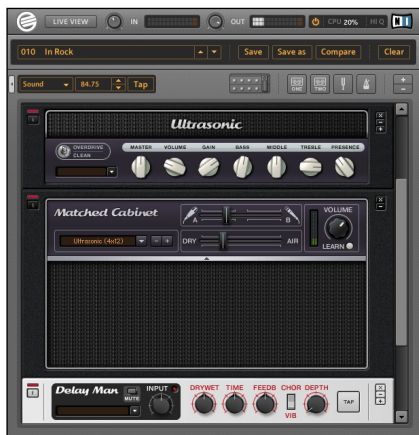 LIVE VIEW IN OUT CPU 20% HI Q
010 In Rock Save Save as Compare Clear
Sound 84.75 Tap ONE TWO
Ultrasonic
OVERDRIVE
CLEAN
MASTER VOLUME GAIN BASS MIDDLE TREBLE PRESENCE
Matched Cabinet
A B
VOLUME
Ultrasonic (4x12)
DRY AIR
LEARN
Delay Man
MUTE
INPUT
DRYWET TIME FEEDB CHOR DEPTH
VIB
TAP